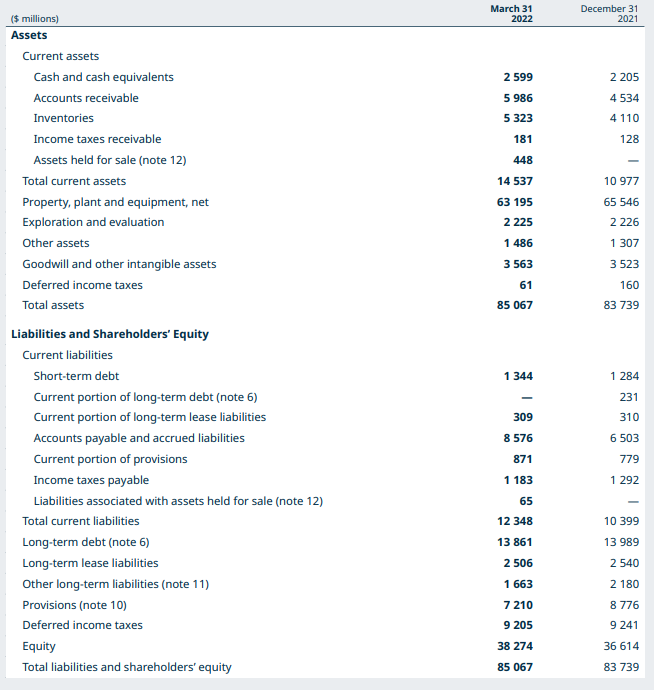 March 31 December 31
($ millions) 2022 2021
Assets
Current assets
Cash and cash equivalents 2 599 2 205
Accounts receivable 5 986 4 534
Inventories 5 323 4 110
Income taxes receivable 181 128
Assets held for sale (note 12) 448 —
Total current assets 14 537 10 977
Property, plant and equipment, net 63 195 65 546
Exploration and evaluation 2 225 2 226
Other assets 1 486 1 307
Goodwill and other intangible assets 3 563 3 523
Deferred income taxes 61 160
Total assets 85 067 83 739
Liabilities and Shareholders’ Equity
Current liabilities
Short-term debt 1 344 1 284
Current portion of long-term debt (note 6) — 231
Current portion of long-term lease liabilities 309 310
Accounts payable and accrued liabilities 8 576 6 503
Current portion of provisions 871 779
Income taxes payable 1 183 1 292
Liabilities associated with assets held for sale (note 12) 65 —
Total current liabilities 12 348 10 399
Long-term debt (note 6) 13 861 13 989
Long-term lease liabilities 2 506 2 540
Other long-term liabilities (note 11) 1 663 2 180
Provisions (note 10) 7 210 8 776
Deferred income taxes 9 205 9 241
Equity 38 274 36 614
Total liabilities and shareholders’ equity 85 067 83 739